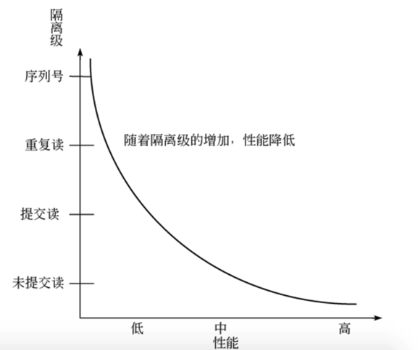 隔离级
序列号
重复读
随着隔离级的增加，性能降低
提交读
未提交读
低 中 高
性能